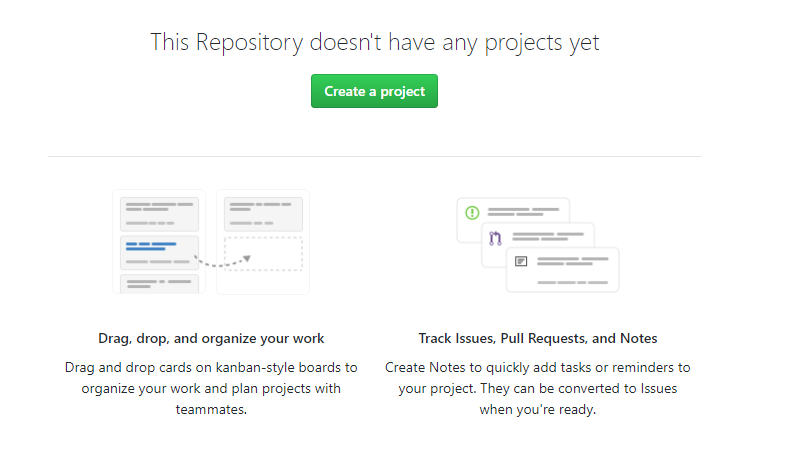 This Repository doesn't have any projects yet
Create a project
Drag, drop, and organize your work
Drag and drop cards on kanban-style boards to
organize your work and plan projects with
teammates.
Track Issues, Pull Requests, and Notes
Create Notes to quickly add tasks or reminders to
your project. They can be converted to Issues
when you're ready.